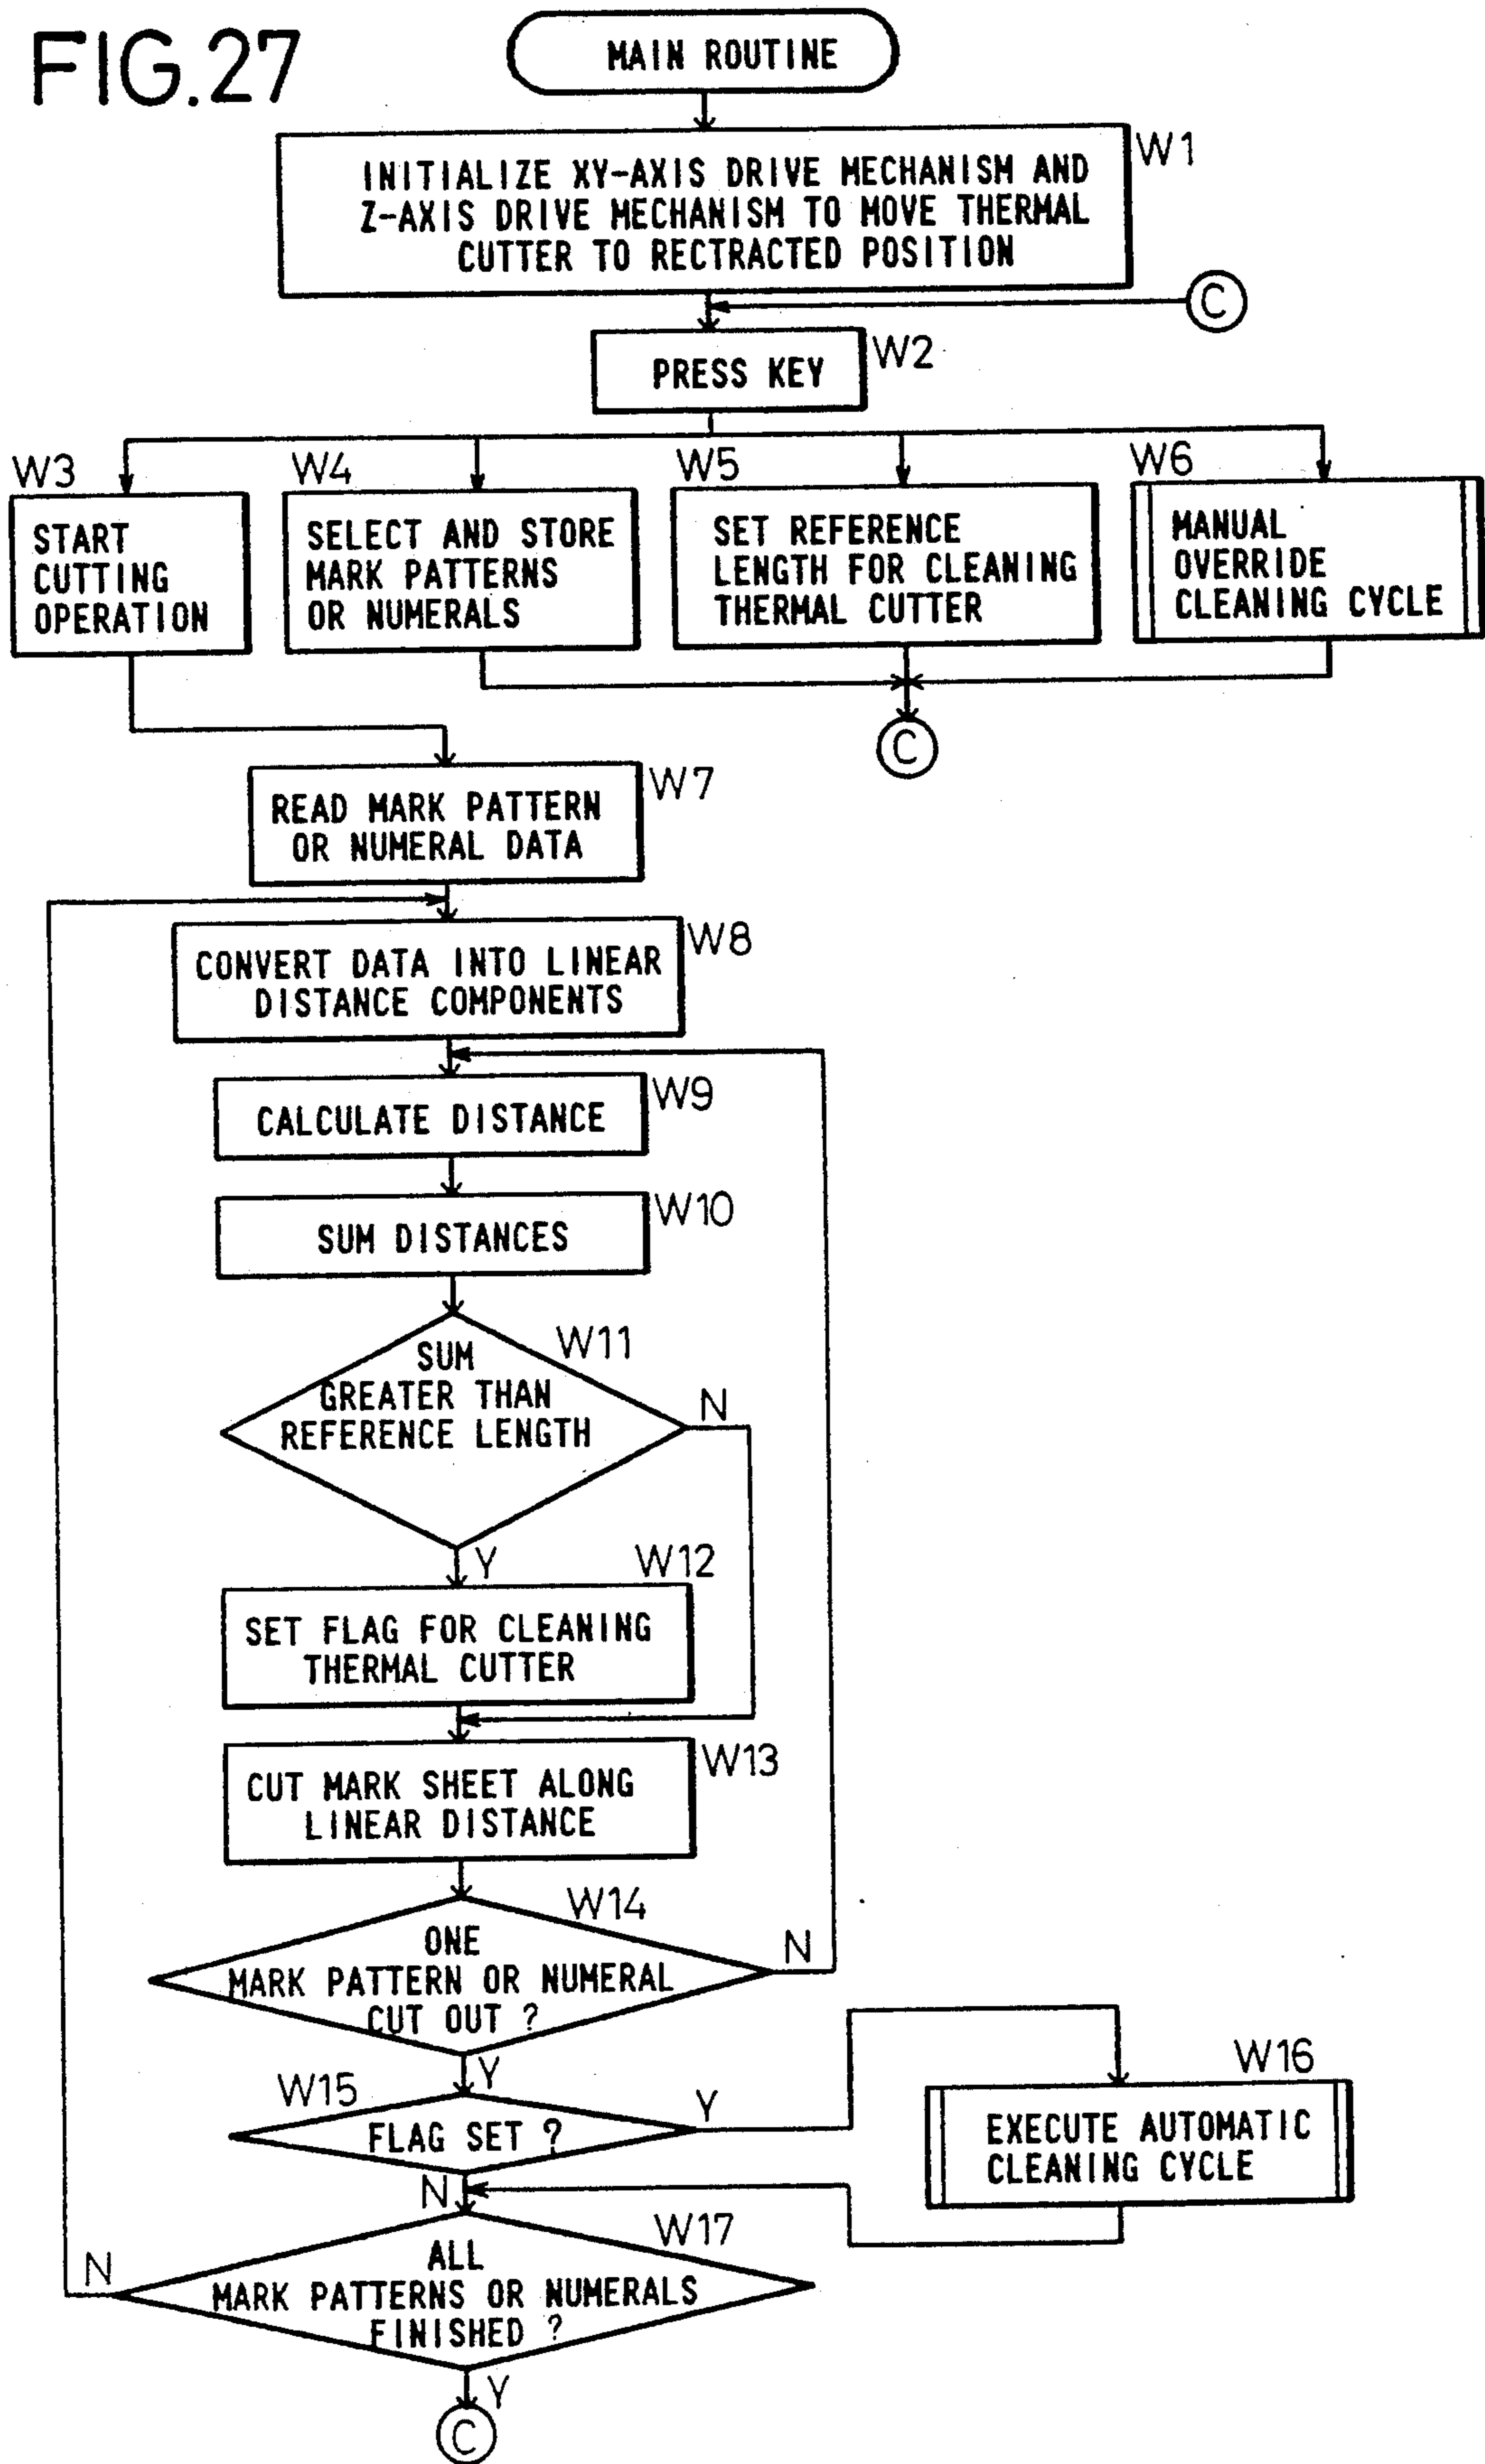 FIG.27
MAIN ROUTINE
W1
INITIALIZE XY-AXIS DRIVE MECHANISM AND
Z-AXIS DRIVE MECHANISM TO MOVE THERMAL
CUTTER TO RECTRACTED POSITION
C
W2
PRESS KEY
W3
START
CUTTING
OPERATION
W4
SELECT AND STORE
MARK PATTERNS
OR NUMERALS
W5
SET REFERENCE
LENGTH FOR CLEANING
THERMAL CUTTER
W6
MANUAL
OVERRIDE
CLEANING CYCLE
C
W7
READ MARK PATTERN
OR NUMERAL DATA
W8
CONVERT DATA INTO LINEAR
DISTANCE COMPONENTS
W9
CALCULATE DISTANCE
W10
SUM DISTANCES
W11
SUM
GREATER THAN
REFERENCE LENGTH
N
Y
W12
SET FLAG FOR CLEANING
THERMAL CUTTER
W13
CUT MARK SHEET ALONG
LINEAR DISTANCE
W14
ONE
MARK PATTERN OR NUMERAL
CUT OUT ?
N
Y
W15
FLAG SET ?
Y
N
W16
EXECUTE AUTOMATIC
CLEANING CYCLE
W17
ALL
MARK PATTERNS OR NUMERALS
FINISHED ?
N
Y
C